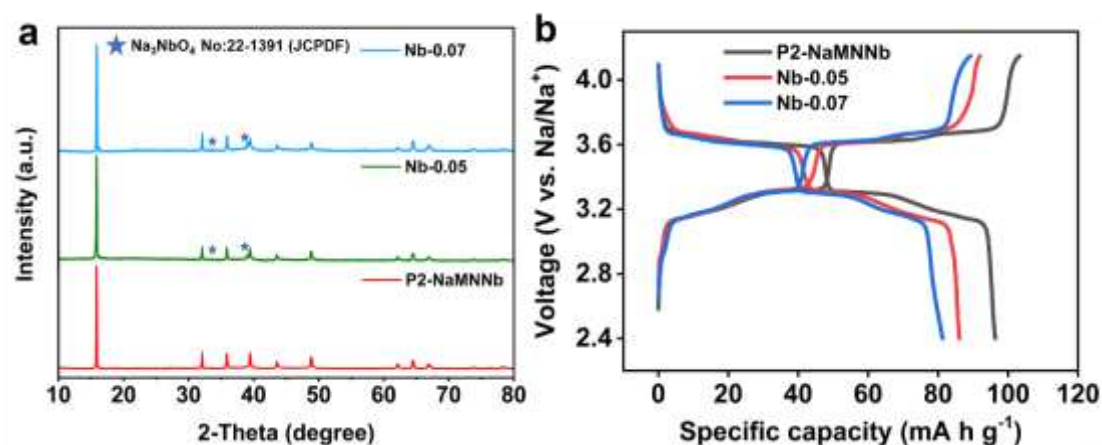 a
★ Na₃NbO₄ No:22-1391 (JCPDF)
Nb-0.07
Nb-0.05
P2-NaMNNb
Intensity (a.u.)
10 20 30 40 50 60 70 80
2-Theta (degree)
b
P2-NaMNNb
Nb-0.05
Nb-0.07
4.0
3.6
3.2
2.8
2.4
Voltage (V vs. Na/Na⁺)
0 20 40 60 80 100 120
Specific capacity (mA h g⁻¹)